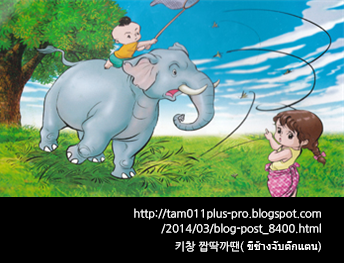 http://tam011plus-pro.blogspot.com
/2014/03/blog-post_8400.html
키창 짭딱까땐( ขี่ช้างจับตั๊กแตน)